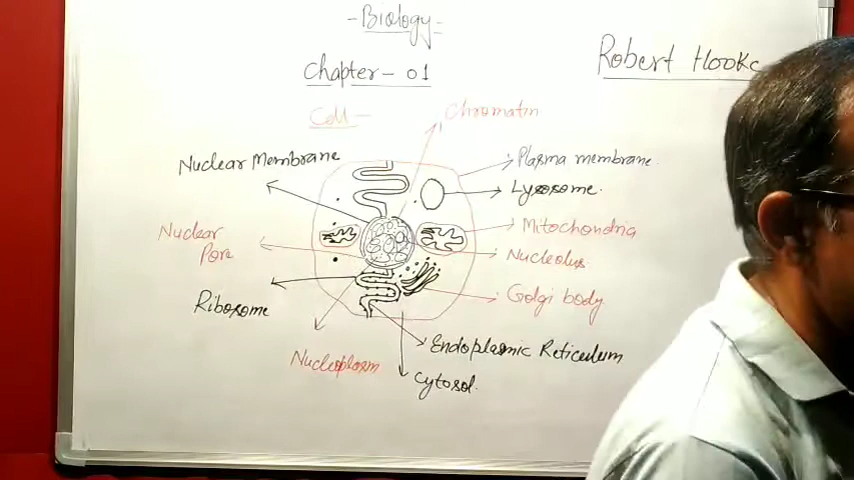 - Biology -
Chapter - 01
Robert Hooke
Cell -
Chromatin
Nuclear Membrane
Plasma membrane
Lysosome.
Nuclear
Pore
Mitochondria
Nucleolus
Ribosome
Golgi body
Nucleoplasm
Endoplasmic Reticulum
Cytosol.